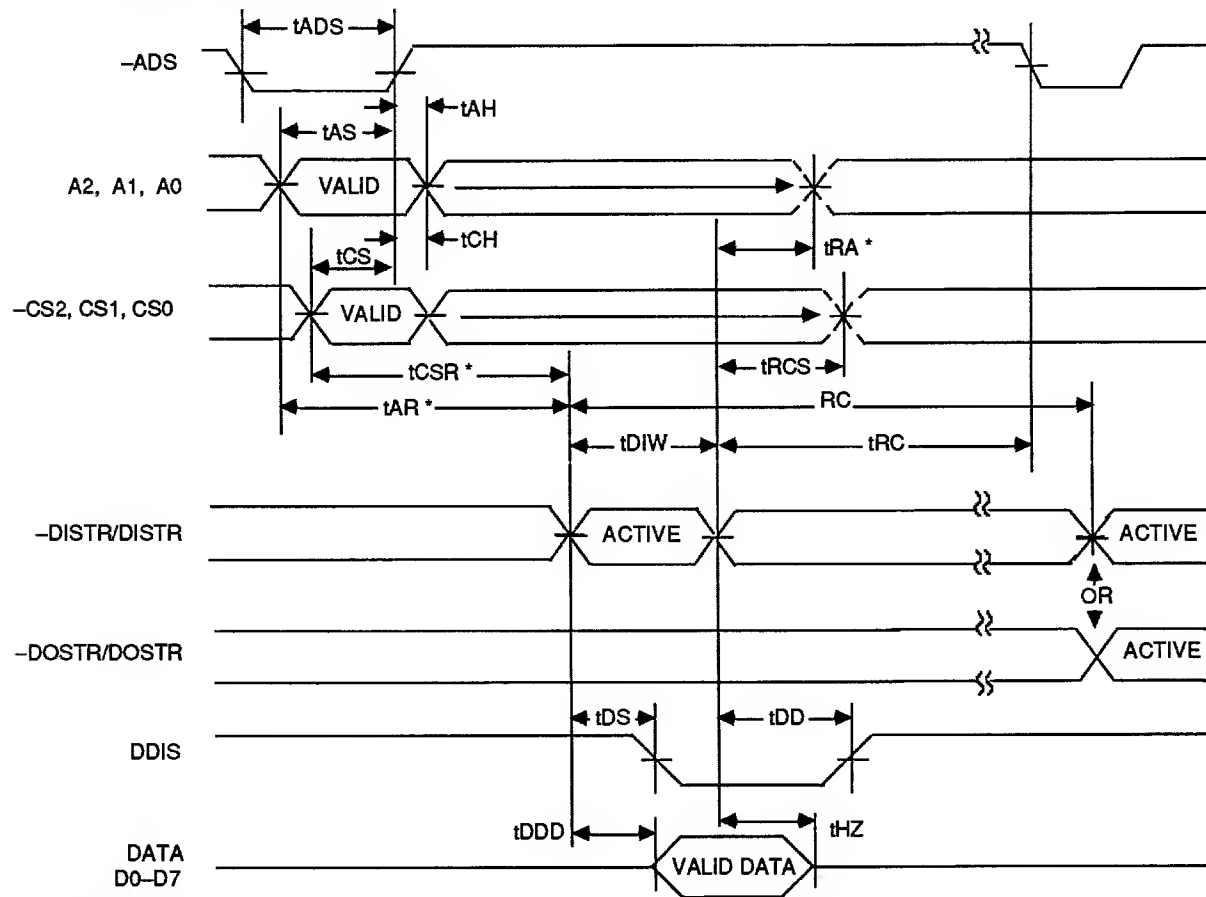 tADS
–ADS
tAH
tAS
A2, A1, A0
VALID
tCH
tRA *
tCS
–CS2, CS1, CS0
VALID
tCSR *
tRCS
tAR *
RC
tDIW
tRC
–DISTR/DISTR
ACTIVE
ACTIVE
OR
–DOSTR/DOSTR
ACTIVE
tDS
tDD
DDIS
tDDD
tHZ
DATA
D0–D7
VALID DATA